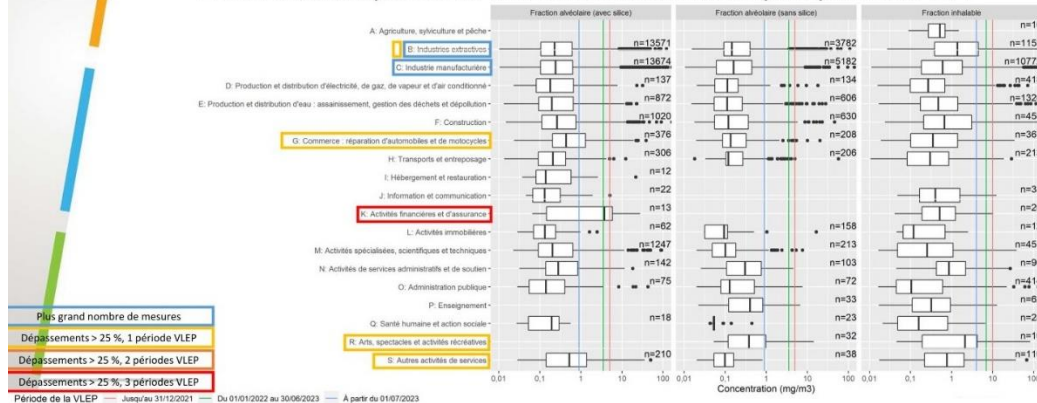 Fraction alvéolaire (avec silice)
Fraction alvéolaire (sans silice)
Fraction inhalable
A: Agriculture, sylviculture et pêche
B: Industries extractives n=13571 n=3782
C: Industrie manufacturière n=13674 n=5182
D: Production et distribution d'électricité, de gaz, de vapeur et d'air conditionné n=137 n=134
E: Production et distribution d'eau : assainissement, gestion des déchets et dépollution n=872 n=606
F: Construction n=1020 n=630
G: Commerce : réparation d'automobiles et de motocycles n=376 n=208
H: Transports et entreposage n=306 n=206
I: Hébergement et restauration n=12
J: Information et communication n=22
K: Activités financières et d'assurance n=13
L: Activités immobilières n=62 n=158
M: Activités spécialisées, scientifiques et techniques n=1247 n=213
N: Activités de services administratifs et de soutien n=142 n=103
O: Administration publique n=75 n=72
P: Enseignement n=33
Q: Santé humaine et action sociale n=18 n=23
R: Arts, spectacles et activités récréatives n=32
S: Autres activités de services n=210 n=38
0,01 0,1 1 10 100 0,01 0,1 1 10 100 0,01 0,1 1 10 100
Concentration (mg/m3)
Plus grand nombre de mesures
Dépassements > 25 %, 1 période VLEP
Dépassements > 25 %, 2 périodes VLEP
Dépassements > 25 %, 3 périodes VLEP
Période de la VLEP Jusqu'au 31/12/2021 Du 01/01/2022 au 30/06/2023 À partir du 01/07/2023